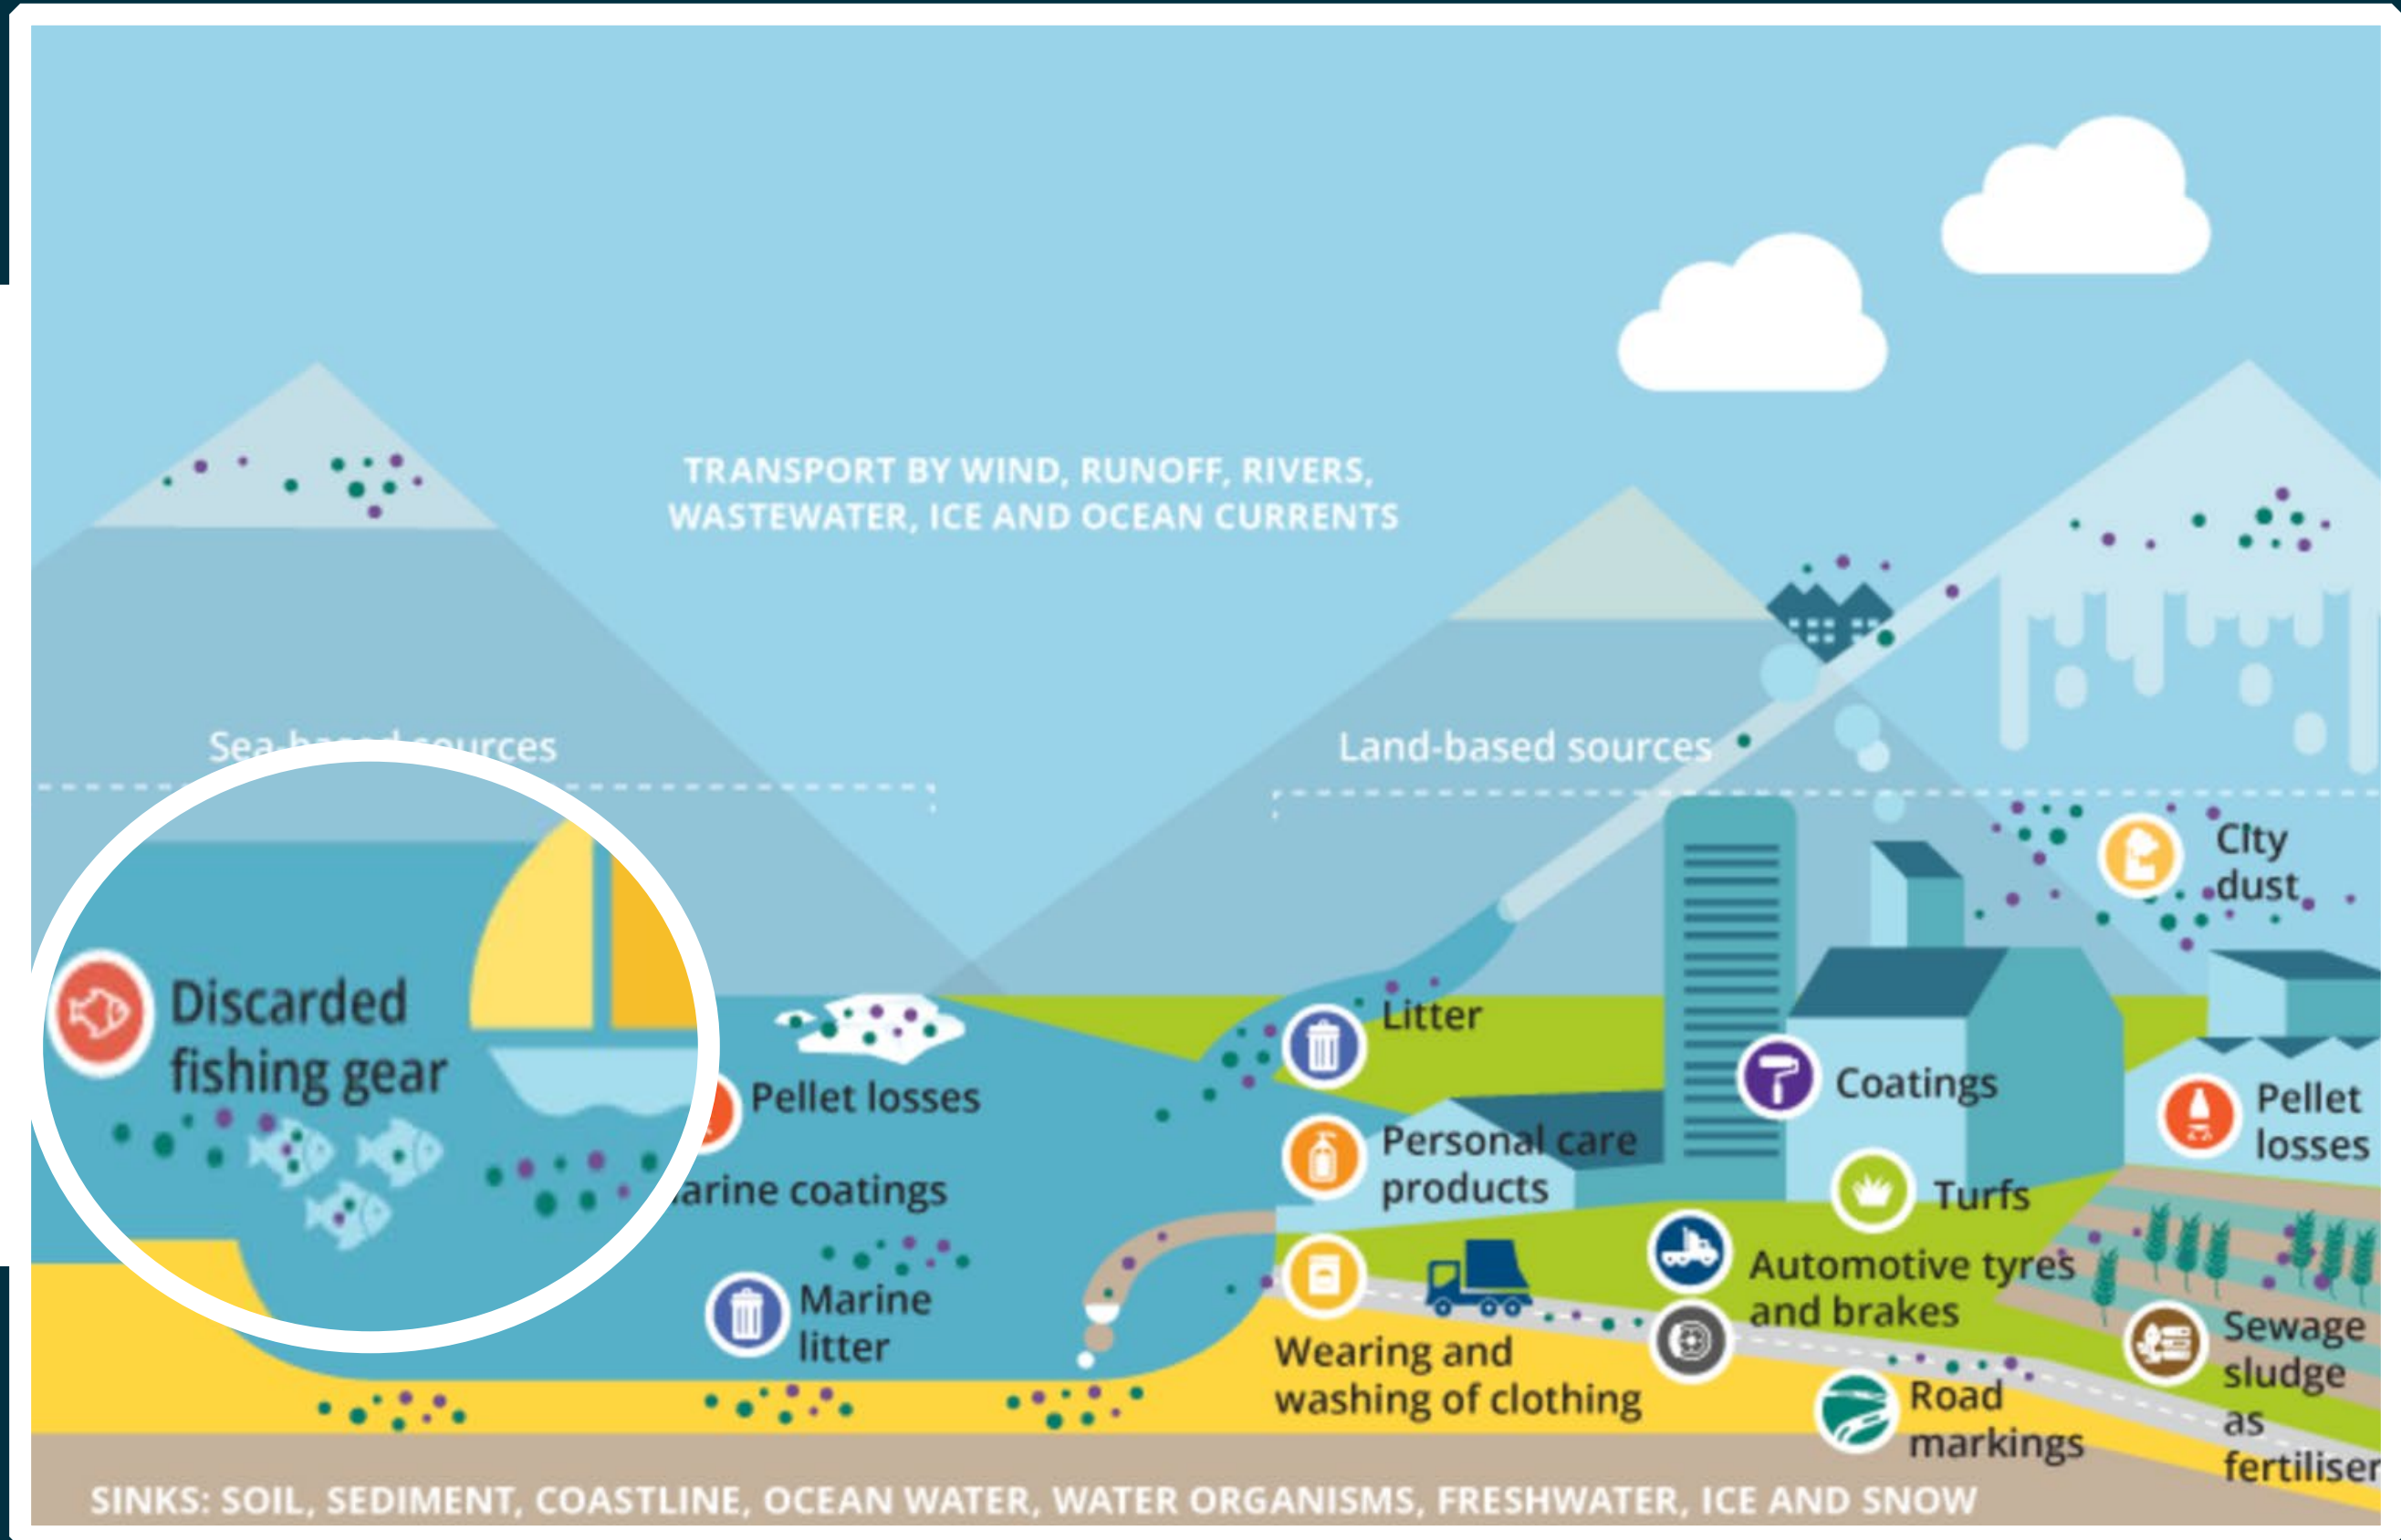 TRANSPORT BY WIND, RUNOFF, RIVERS,
WASTEWATER, ICE AND OCEAN CURRENTS
Sea-based sources
Land-based sources
Discarded
fishing gear
Pellet losses
arine coatings
Marine
litter
Litter
Personal care
products
Wearing and
washing of clothing
Coatings
Turfs
Automotive tyres
and brakes
Road
markings
City
dust
Pellet
losses
Sewage
sludge
as
fertiliser
SINKS: SOIL, SEDIMENT, COASTLINE, OCEAN WATER, WATER ORGANISMS, FRESHWATER, ICE AND SNOW